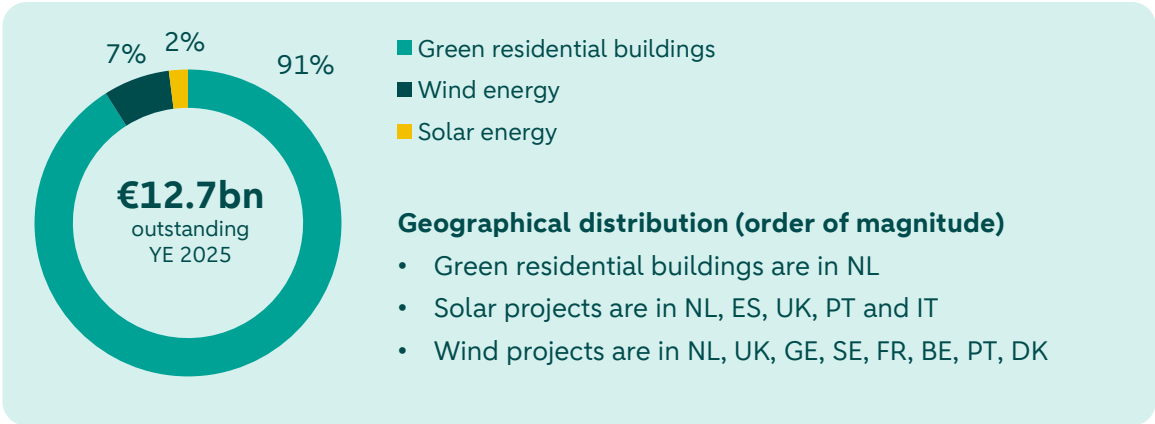 7%
2%
91%
€12.7bn
outstanding
YE 2025
Green residential buildings
Wind energy
Solar energy
Geographical distribution (order of magnitude)
• Green residential buildings are in NL
• Solar projects are in NL, ES, UK, PT and IT
• Wind projects are in NL, UK, GE, SE, FR, BE, PT, DK